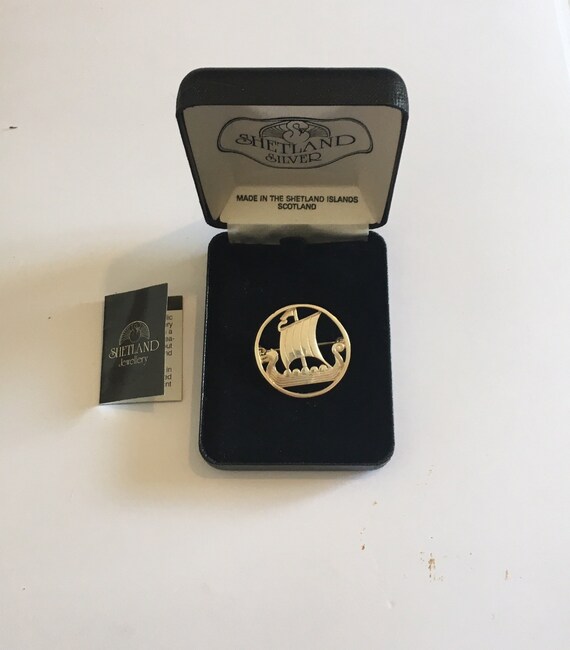 SHETLAND
SILVER
MADE IN THE SHETLAND ISLANDS
SCOTLAND
SHETLAND
Jewellery